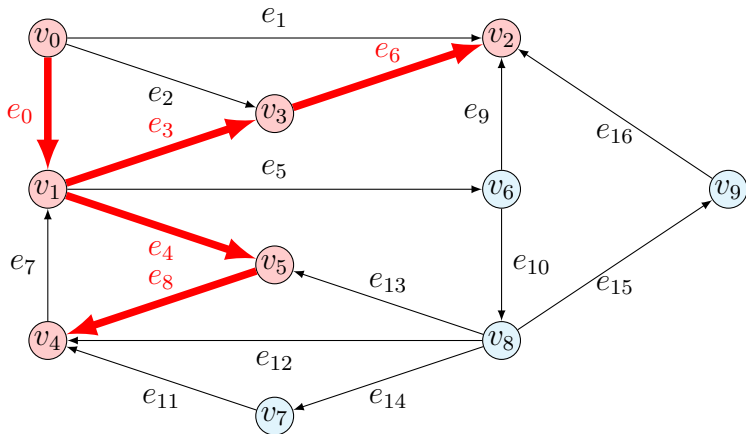 e₁
v₀
v₂
e₆
e₂
e₀
v₃
e₉
e₃
e₁₆
e₅
v₁
v₆
v₉
e₄
e₇
v₅
e₁₀
e₈
e₁₃
e₁₅
v₄
v₈
e₁₂
e₁₁
e₁₄
v₇